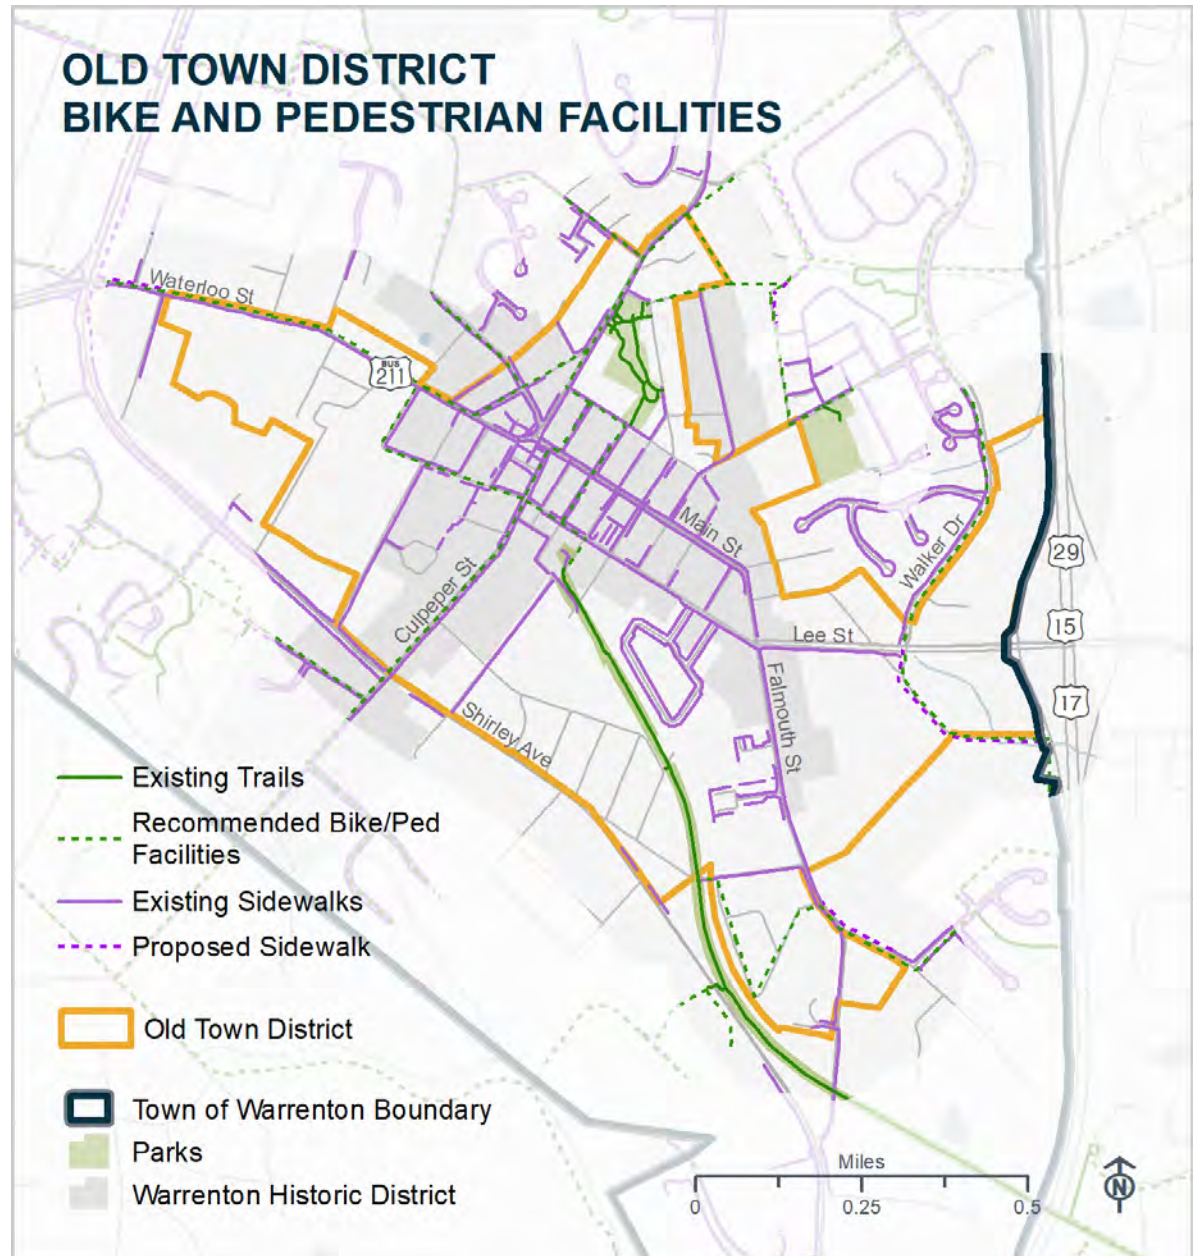 OLD TOWN DISTRICT
BIKE AND PEDESTRIAN FACILITIES
Waterloo St
BUS
211
Main St
Walker Dr
29
Culpeper St
15
Lee St
17
Falmouth St
Shirley Ave
Existing Trails
Recommended Bike/Ped
Facilities
Existing Sidewalks
Proposed Sidewalk
Old Town District
Town of Warrenton Boundary
Parks
Warrenton Historic District
Miles
0
0.25
0.5
N